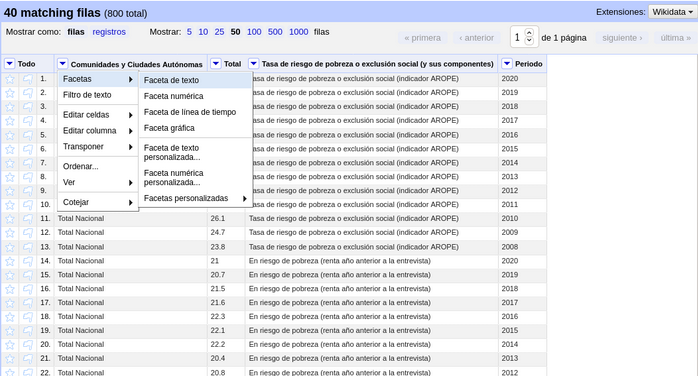 40 matching filas (800 total)
Extensiones: Wikidata
Mostrar como: filas registros Mostrar: 5 10 25 50 100 500 1000 filas
« primera ‹ anterior 1 de 1 página siguiente › última »
Todo Comunidades y Ciudades Autónomas Total Tasa de riesgo de pobreza o exclusión social (y sus componentes) Periodo
Facetas
Filtro de texto
Editar celdas
Editar columna
Transponer
Ordenar...
Ver
Cotejar
Faceta de texto
Faceta numérica
Faceta de línea de tiempo
Faceta gráfica
Faceta de texto
personalizada...
Faceta numérica
personalizada...
Facetas personalizadas
1. asa de riesgo de pobreza o exclusión social (indicador AROPE) 2020
2. asa de riesgo de pobreza o exclusión social (indicador AROPE) 2019
3. asa de riesgo de pobreza o exclusión social (indicador AROPE) 2018
4. asa de riesgo de pobreza o exclusión social (indicador AROPE) 2017
5. asa de riesgo de pobreza o exclusión social (indicador AROPE) 2016
6. asa de riesgo de pobreza o exclusión social (indicador AROPE) 2015
7. asa de riesgo de pobreza o exclusión social (indicador AROPE) 2014
8. asa de riesgo de pobreza o exclusión social (indicador AROPE) 2013
9. asa de riesgo de pobreza o exclusión social (indicador AROPE) 2012
10. asa de riesgo de pobreza o exclusión social (indicador AROPE) 2011
11. Total Nacional 26.1 Tasa de riesgo de pobreza o exclusión social (indicador AROPE) 2010
12. Total Nacional 24.7 Tasa de riesgo de pobreza o exclusión social (indicador AROPE) 2009
13. Total Nacional 23.8 Tasa de riesgo de pobreza o exclusión social (indicador AROPE) 2008
14. Total Nacional 21 En riesgo de pobreza (renta año anterior a la entrevista) 2020
15. Total Nacional 20.7 En riesgo de pobreza (renta año anterior a la entrevista) 2019
16. Total Nacional 21.5 En riesgo de pobreza (renta año anterior a la entrevista) 2018
17. Total Nacional 21.6 En riesgo de pobreza (renta año anterior a la entrevista) 2017
18. Total Nacional 22.3 En riesgo de pobreza (renta año anterior a la entrevista) 2016
19. Total Nacional 22.1 En riesgo de pobreza (renta año anterior a la entrevista) 2015
20. Total Nacional 22.2 En riesgo de pobreza (renta año anterior a la entrevista) 2014
21. Total Nacional 20.4 En riesgo de pobreza (renta año anterior a la entrevista) 2013
22. Total Nacional 20.8 En riesgo de pobreza (renta año anterior a la entrevista) 2012